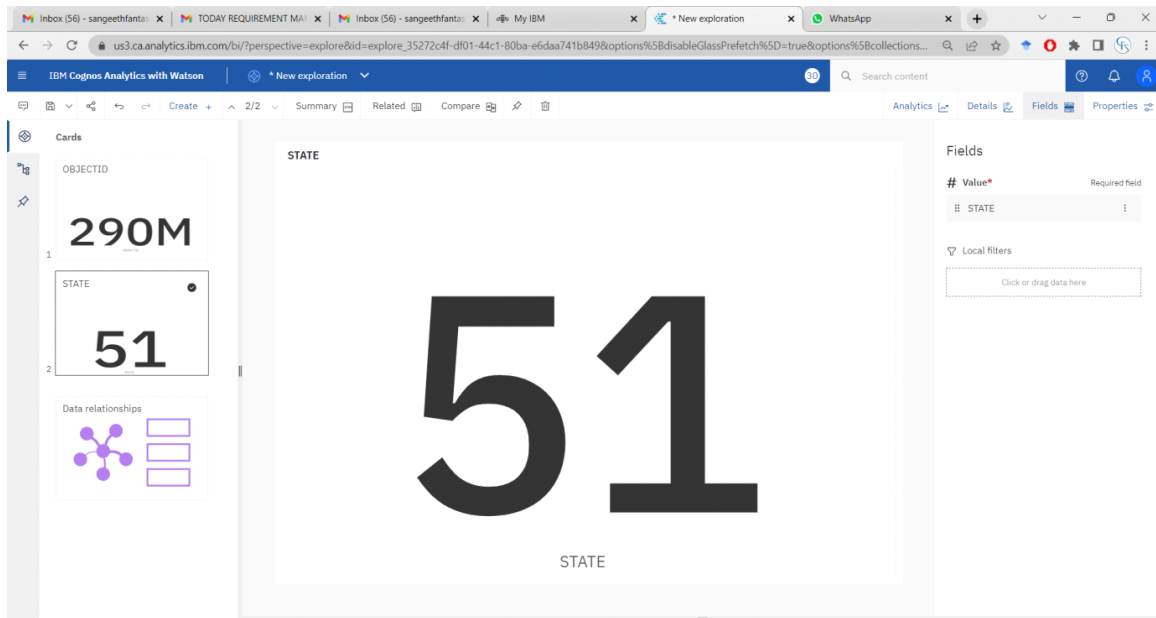 Inbox (56) - sangeethfantas
TODAY REQUIREMENT MAI
Inbox (56) - sangeethfantas
My IBM
* New exploration
WhatsApp
us3.ca.analytics.ibm.com/bi/?perspective=explore&id=explore_35272c4f-df01-44c1-80ba-e6daa741b849&options%5BdisableGlassPrefetch%5D=true&options%5Bcollections...
IBM Cognos Analytics with Watson
* New exploration
30
Search content
Create +
2/2
Summary
Related
Compare
Analytics
Details
Fields
Properties
Cards
OBJECTID
290M
1
STATE
51
2
Data relationships
STATE
51
STATE
Fields
# Value*
Required field
STATE
Local filters
Click or drag data here